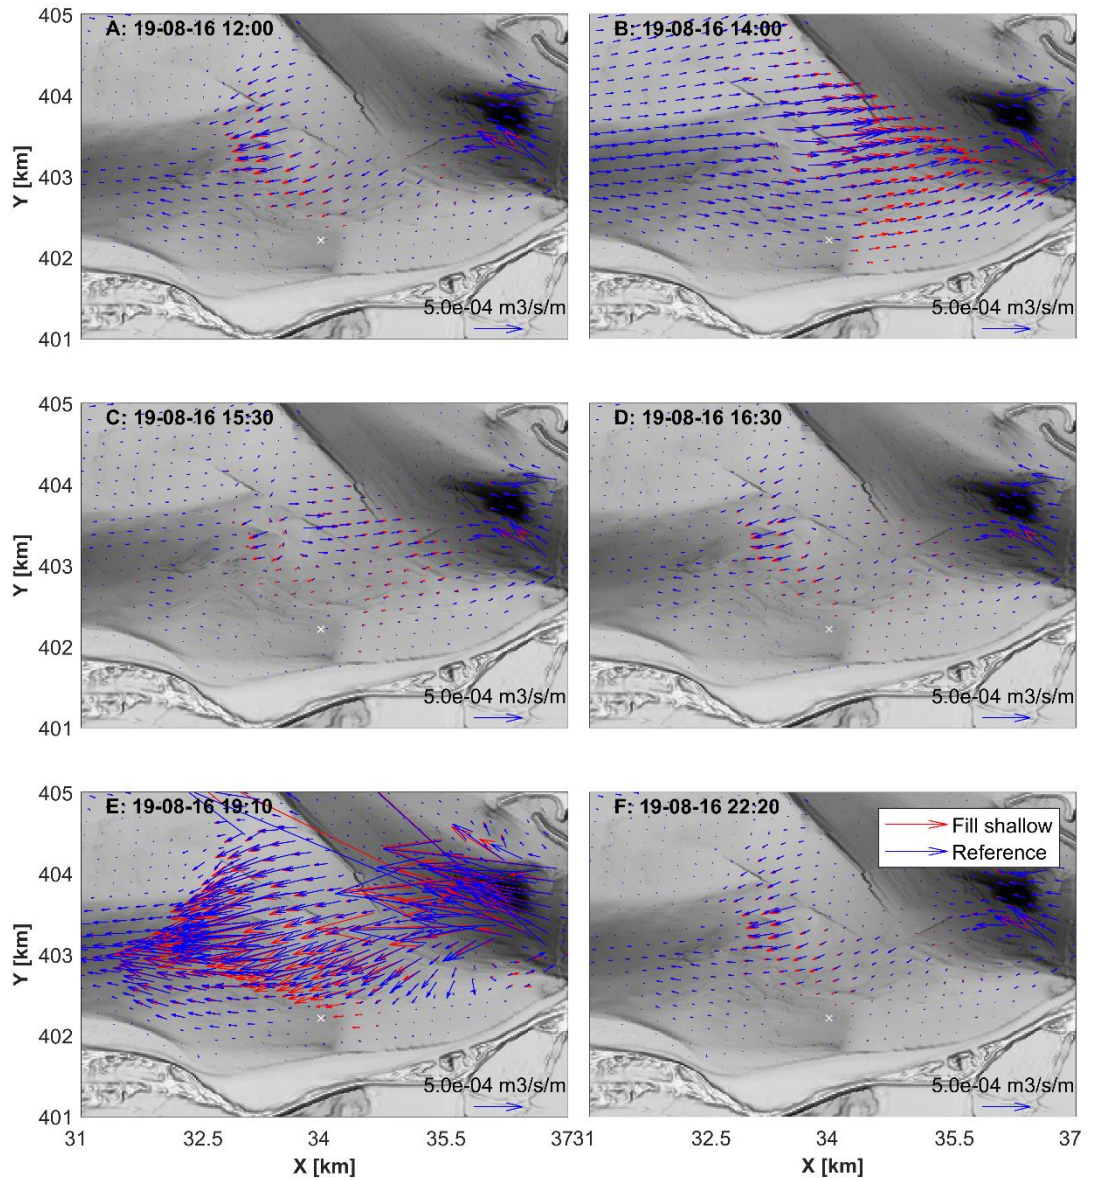 A: 19-08-16 12:00
B: 19-08-16 14:00
405
404
403
402
401
Y [km]
5.0e-04 m3/s/m
5.0e-04 m3/s/m
C: 19-08-16 15:30
D: 19-08-16 16:30
405
404
403
402
401
Y [km]
5.0e-04 m3/s/m
5.0e-04 m3/s/m
E: 19-08-16 19:10
F: 19-08-16 22:20
Fill shallow
Reference
405
404
403
402
401
Y [km]
5.0e-04 m3/s/m
5.0e-04 m3/s/m
31 32.5 34 35.5 37
31 32.5 34 35.5 37
X [km]
X [km]